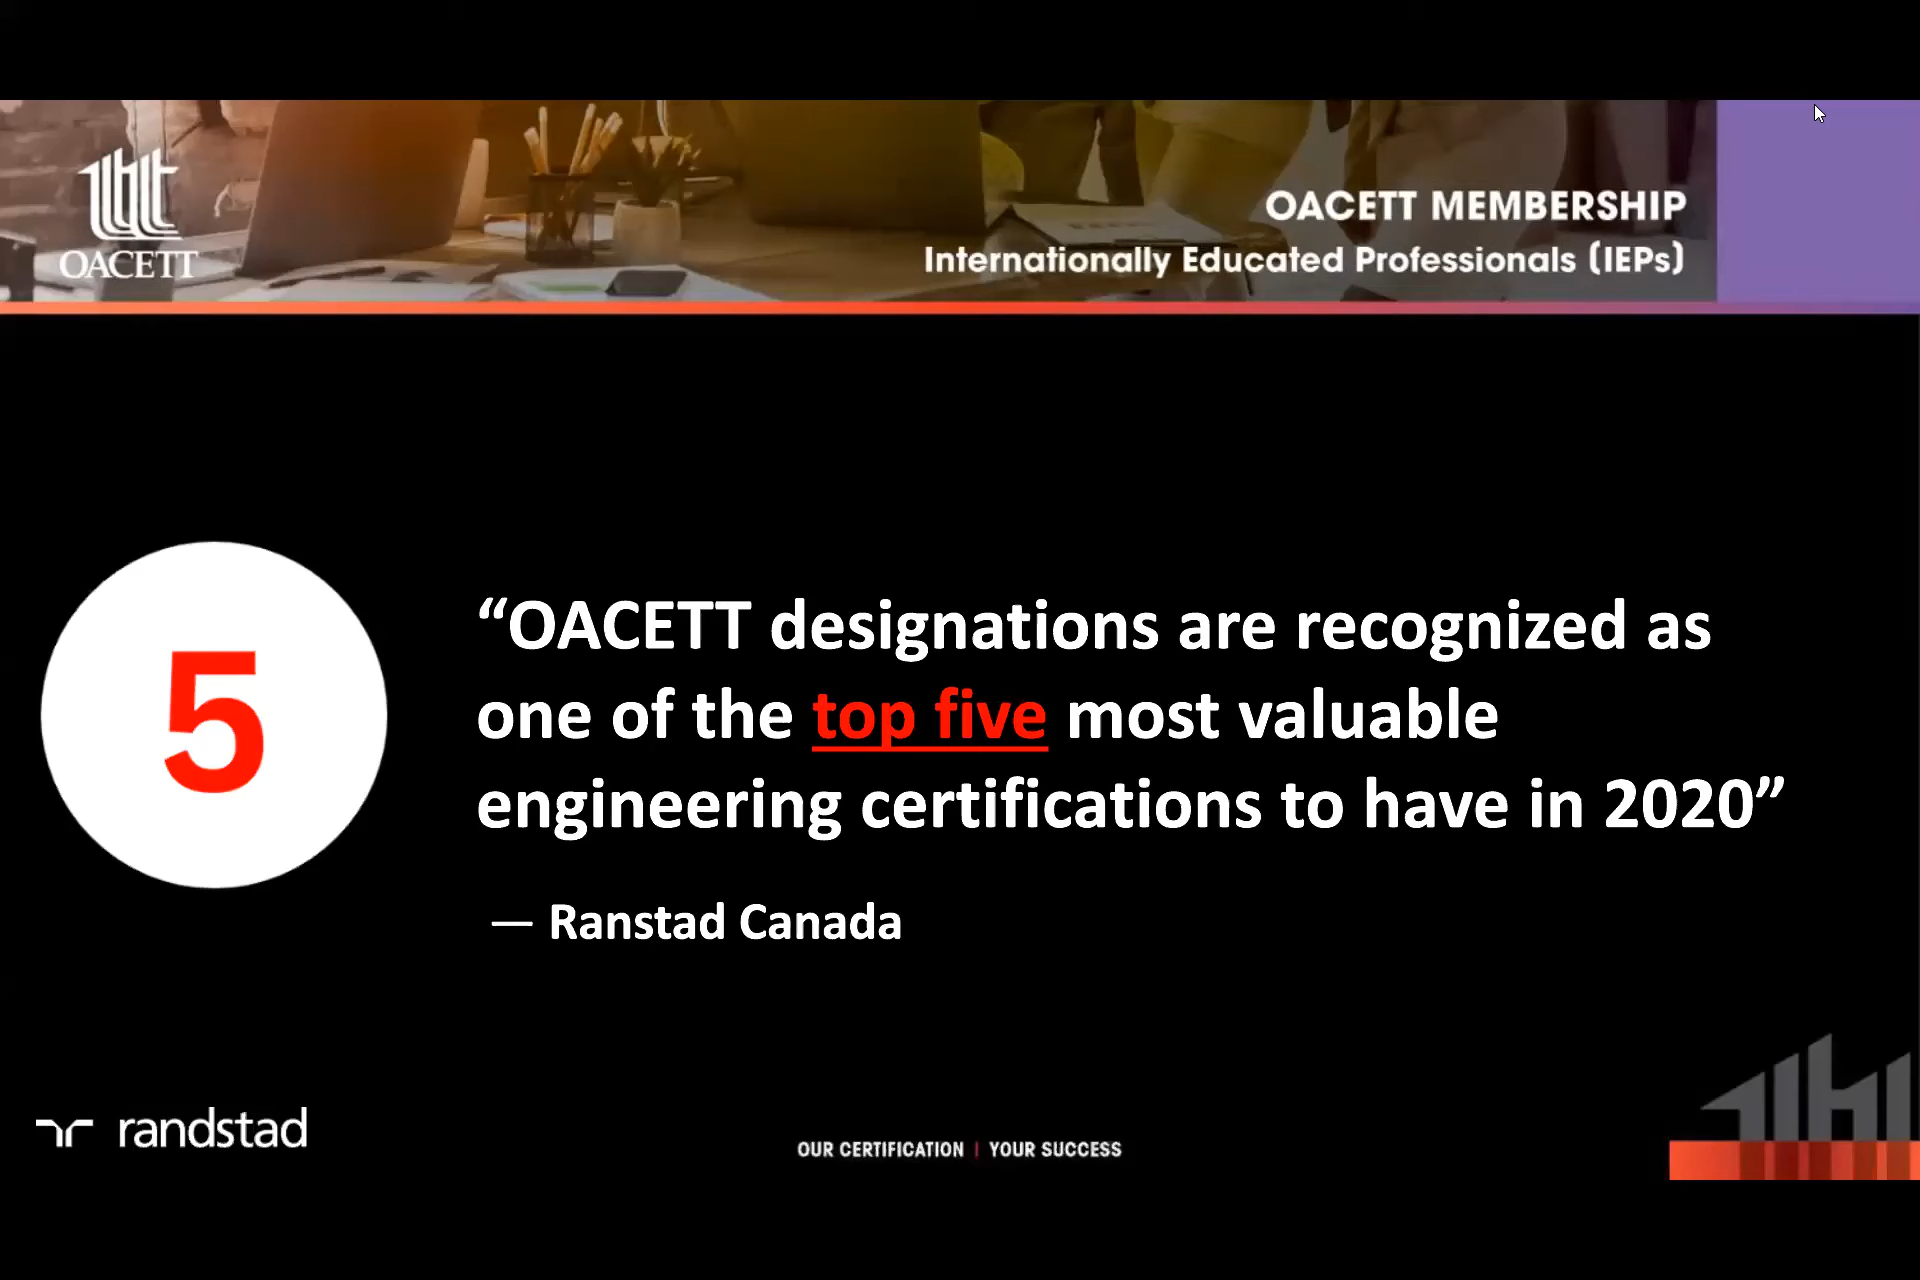 OACETT
OACETT MEMBERSHIP
Internationally Educated Professionals (IEPs)
5
“OACETT designations are recognized as
one of the top five most valuable
engineering certifications to have in 2020”
— Ranstad Canada
randstad
OUR CERTIFICATION | YOUR SUCCESS